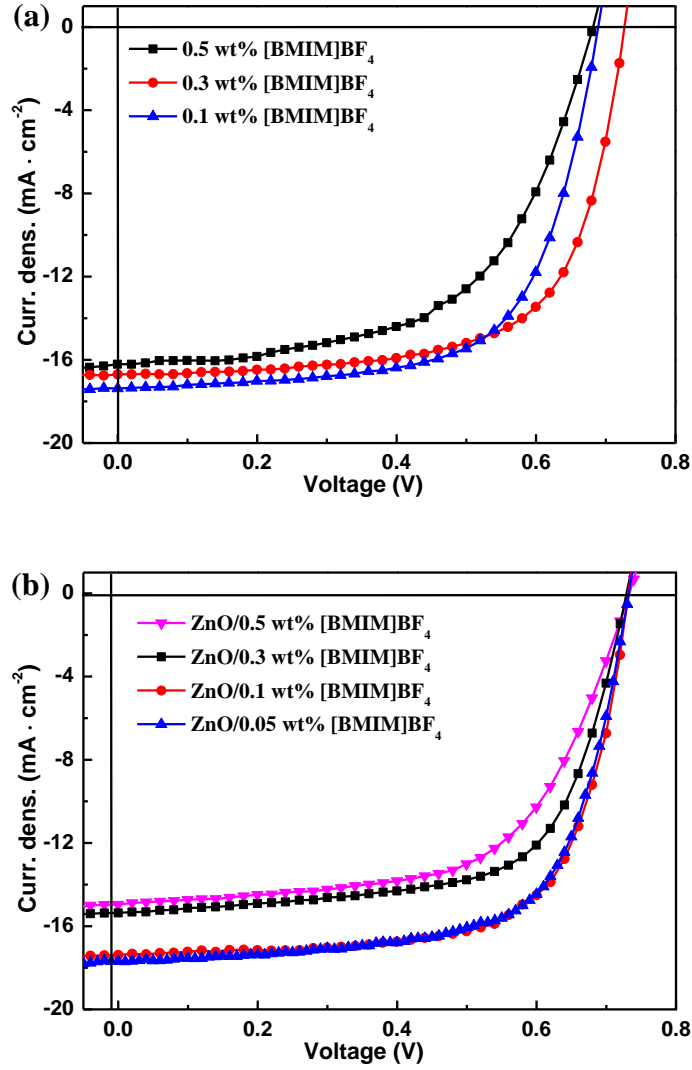 (a)
0
-4
-8
-12
-16
-20
0.5 wt% [BMIM]BF4
0.3 wt% [BMIM]BF4
0.1 wt% [BMIM]BF4
Curr. dens. (mA · cm-2)
0.0 0.2 0.4 0.6 0.8
Voltage (V)
(b)
0
-4
-8
-12
-16
-20
ZnO/0.5 wt% [BMIM]BF4
ZnO/0.3 wt% [BMIM]BF4
ZnO/0.1 wt% [BMIM]BF4
ZnO/0.05 wt% [BMIM]BF4
Curr. dens. (mA · cm-2)
0.0 0.2 0.4 0.6 0.8
Voltage (V)